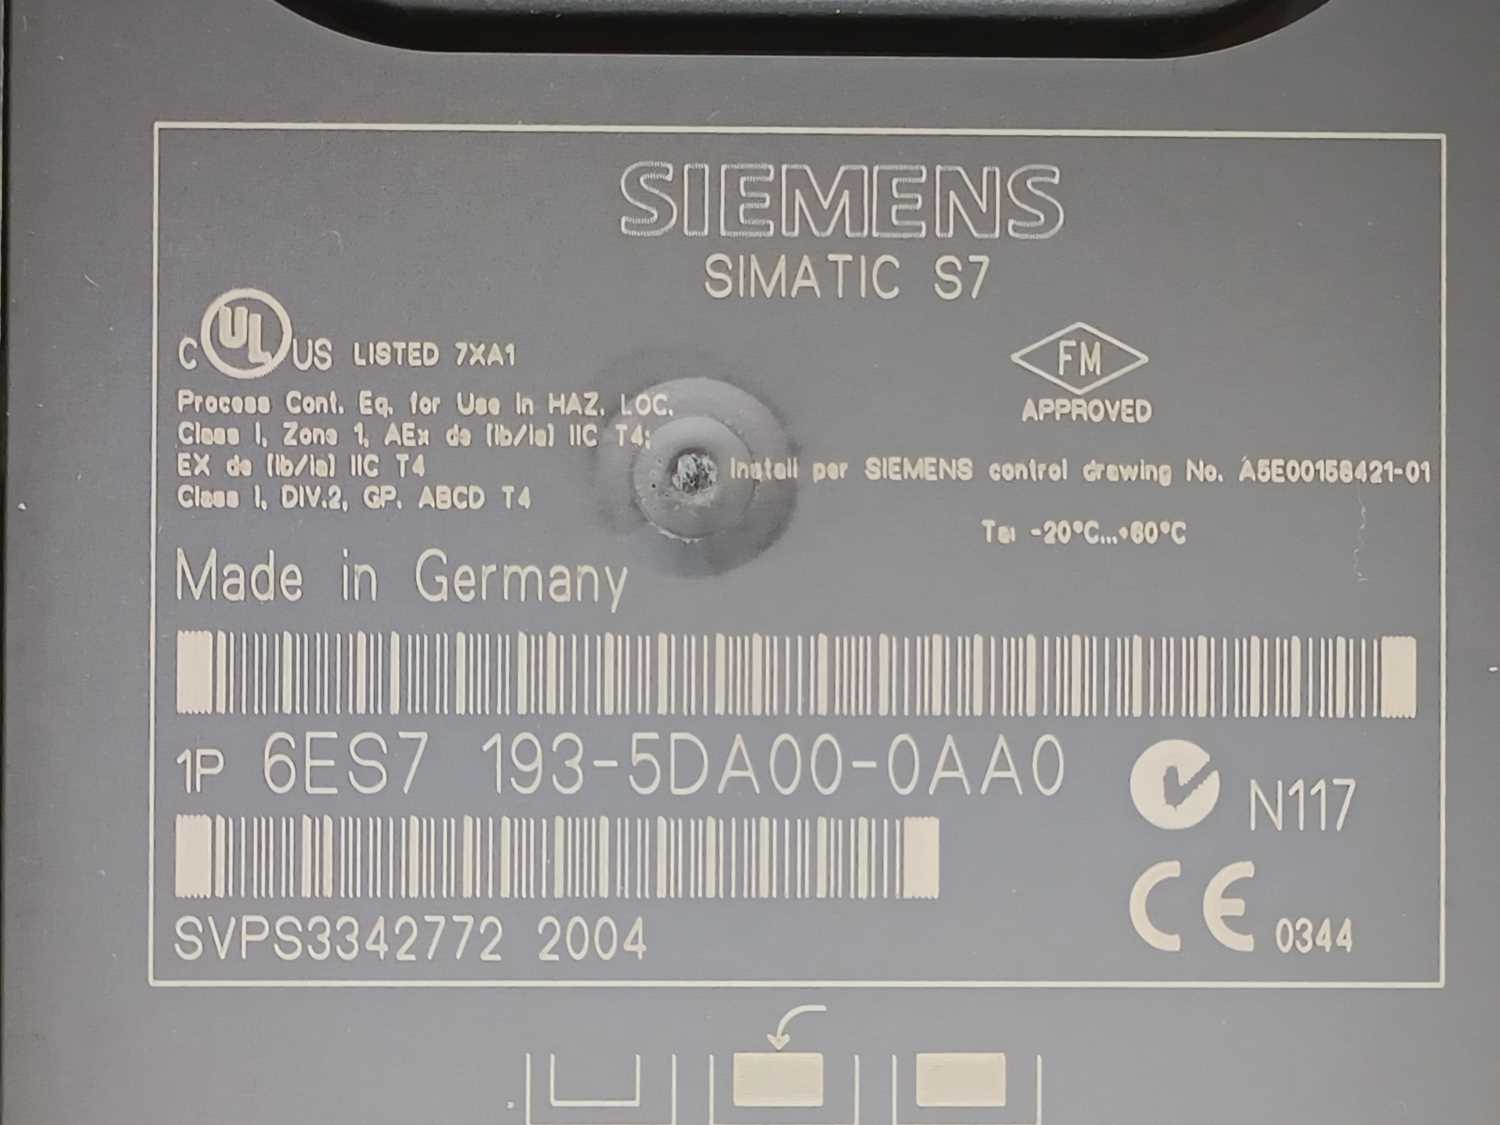 SIEMENS
SIMATIC S7
C UL US LISTED 7XA1
FM
APPROVED
Process Cont. Eq. for Use in HAZ. LOC.
Class I, Zone 1, AEx de [ib/ia] IIC T4;
EX de [ib/ia] IIC T4
Class I, DIV.2, GP. ABCD T4
Install per SIEMENS control drawing No. A5E00158421-01
Ta: -20°C...+60°C
Made in Germany
1P 6ES7 193-5DA00-0AA0
N117
SVPS3342772 2004
CE 0344